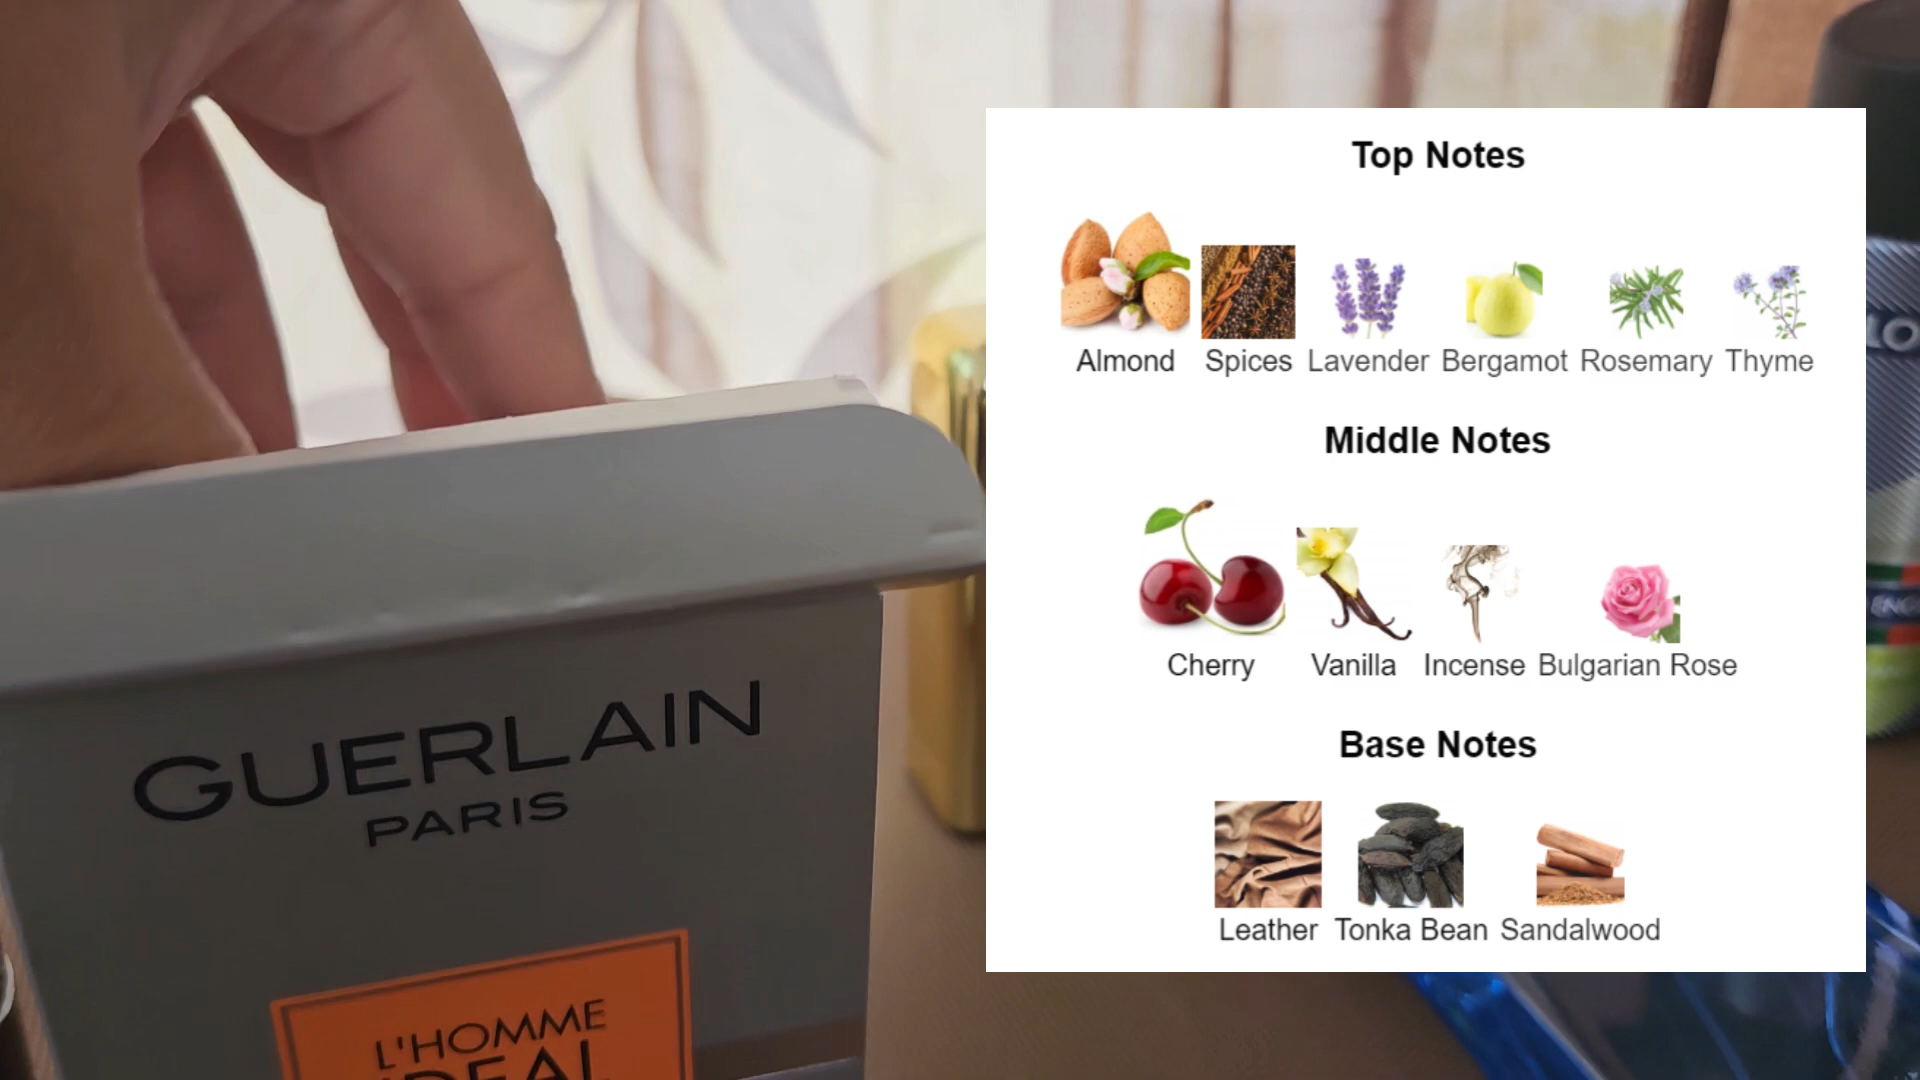 GUERLAIN
PARIS
L'HOMME
IDEAL
Top Notes
Almond Spices Lavender Bergamot Rosemary Thyme
Middle Notes
Cherry Vanilla Incense Bulgarian Rose
Base Notes
Leather Tonka Bean Sandalwood